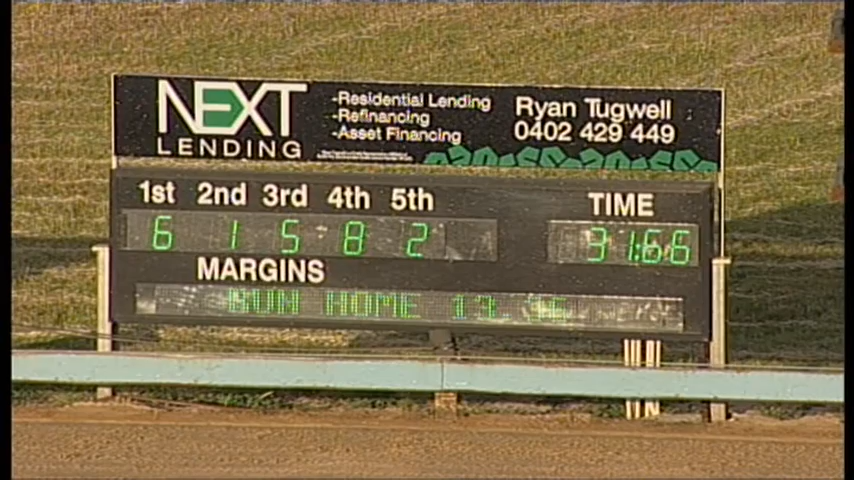 NEXT
LENDING
-Residential Lending
-Refinancing
-Asset Financing
Ryan Tugwell
0402 429 449
1st 2nd 3rd 4th 5th TIME
6 1 5 8 2 31:66
MARGINS
RUN HOME 13.